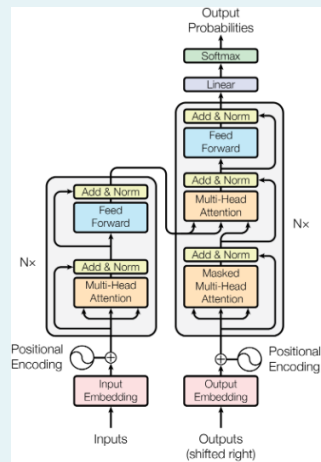 Output
Probabilities
Softmax
Linear
Add & Norm
Feed
Forward
Add & Norm
Multi-Head
Attention
Nx
Add & Norm
Masked
Multi-Head
Attention
Positional
Encoding
Output
Embedding
Outputs
(shifted right)
Add & Norm
Feed
Forward
Nx
Add & Norm
Multi-Head
Attention
Positional
Encoding
Input
Embedding
Inputs